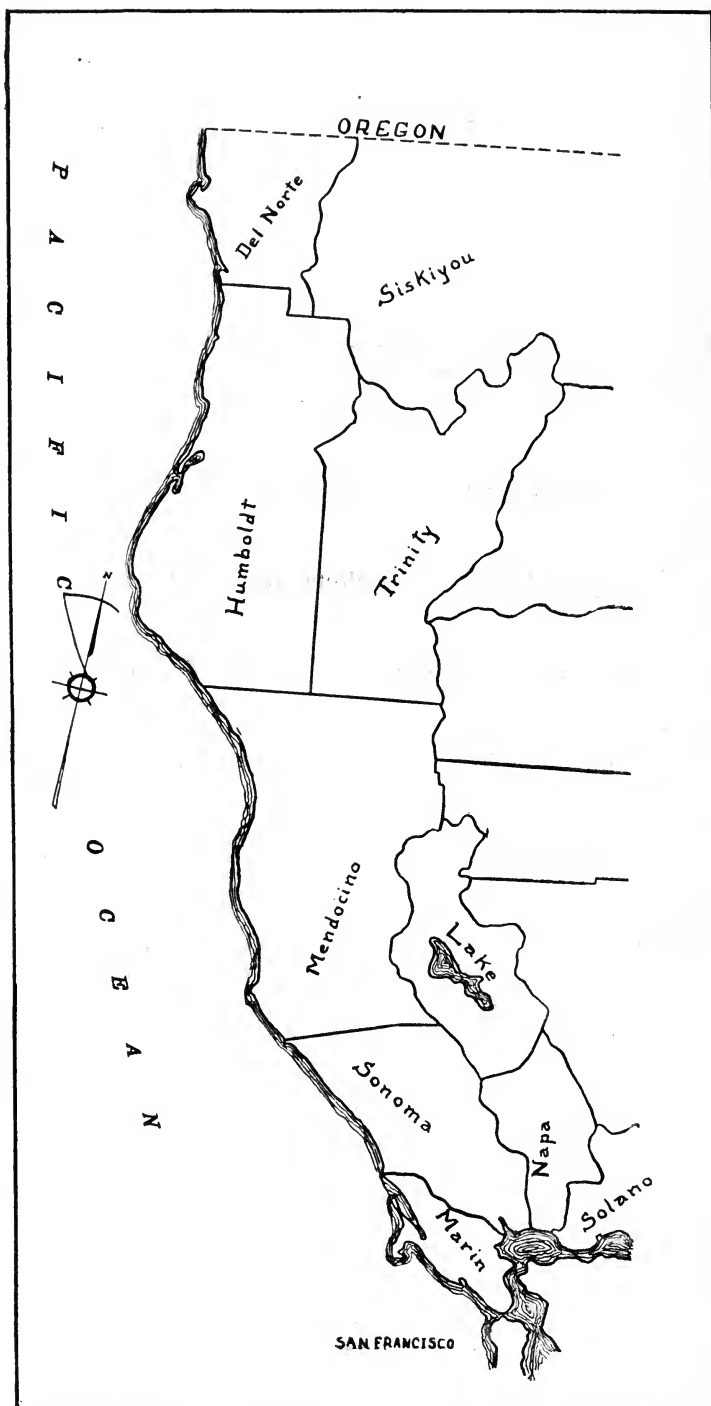 OREGON
PACIFIC OCEAN
Del Norte
Siskiyou
Humboldt
Trinity
N
Mendocino
Lake
Sonoma
Napa
Solano
Marin
SAN FRANCISCO